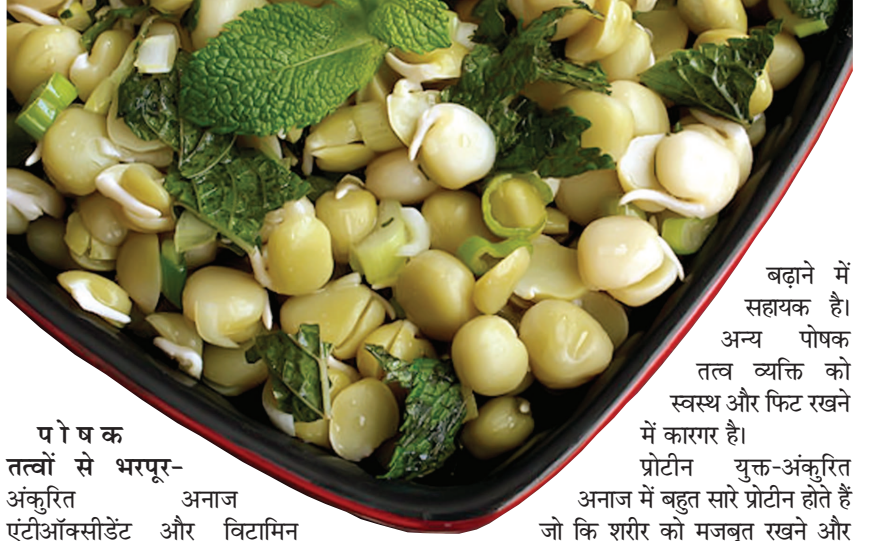 पोषक
तत्वों से भरपूर-
अंकुरित अनाज
एंटीऑक्सीडेंट और विटामिन
बढ़ाने में
सहायक है।
अन्य पोषक
तत्व व्यक्ति को
स्वस्थ और फिट रखने
में कारगर है।
प्रोटीन युक्त-अंकुरित
अनाज में बहुत सारे प्रोटीन होते हैं
जो कि शरीर को मजबूत रखने और